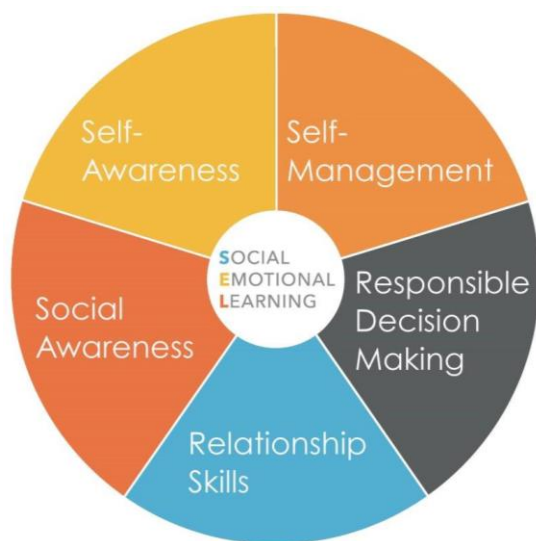 Self-
Awareness
Self-
Management
SOCIAL
EMOTIONAL
LEARNING
Responsible
Decision
Making
Social
Awareness
Relationship
Skills